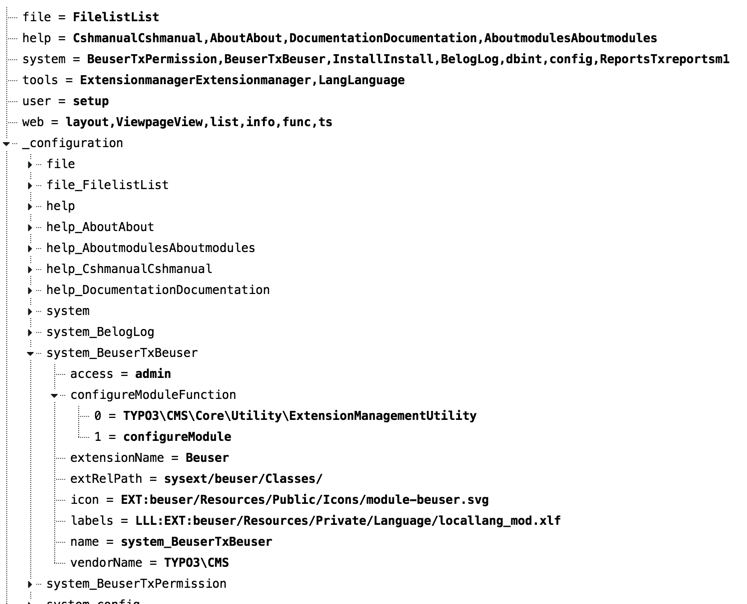 file = FilelistList
help = CshmanualCshmanual,AboutAbout,DocumentationDocumentation,AboutmodulesAboutmodules
system = BeuserTxPermission,BeuserTxBeuser,InstallInstall,BelogLog,dbint,config,ReportsTxreportsm1
tools = ExtensionmanagerExtensionmanager,LangLanguage
user = setup
web = layout,ViewpageView,list,info,func,ts
_configuration
file
file_FilelistList
help
help_AboutAbout
help_AboutmodulesAboutmodules
help_CshmanualCshmanual
help_DocumentationDocumentation
system
system_BelogLog
system_BeuserTxBeuser
access = admin
configureModuleFunction
0 = TYPO3\CMS\Core\Utility\ExtensionManagementUtility
1 = configureModule
extensionName = Beuser
extRelPath = sysext/beuser/Classes/
icon = EXT:beuser/Resources/Public/Icons/module-beuser.svg
labels = LLL:EXT:beuser/Resources/Private/Language/locallang_mod.xlf
name = system_BeuserTxBeuser
vendorName = TYPO3\CMS
system_BeuserTxPermission
system_config